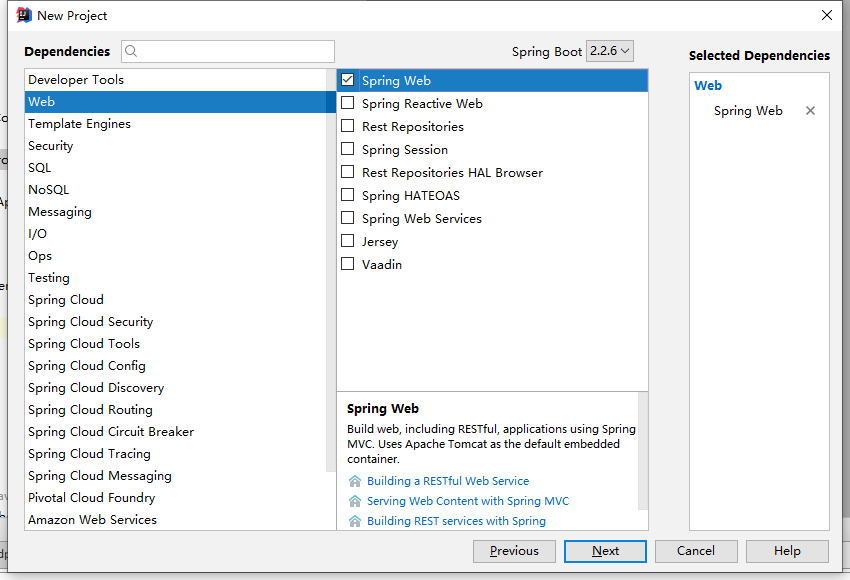 New Project
Dependencies
Spring Boot 2.2.6
Selected Dependencies
Developer Tools
Web
Template Engines
Security
SQL
NoSQL
Messaging
I/O
Ops
Testing
Spring Cloud
Spring Cloud Security
Spring Cloud Tools
Spring Cloud Config
Spring Cloud Discovery
Spring Cloud Routing
Spring Cloud Circuit Breaker
Spring Cloud Tracing
Spring Cloud Messaging
Pivotal Cloud Foundry
Amazon Web Services
Spring Web
Spring Reactive Web
Rest Repositories
Spring Session
Rest Repositories HAL Browser
Spring HATEOAS
Spring Web Services
Jersey
Vaadin
Spring Web
Build web, including RESTful, applications using Spring
MVC. Uses Apache Tomcat as the default embedded
container.
Building a RESTful Web Service
Serving Web Content with Spring MVC
Building REST services with Spring
Web
Spring Web
Previous
Next
Cancel
Help